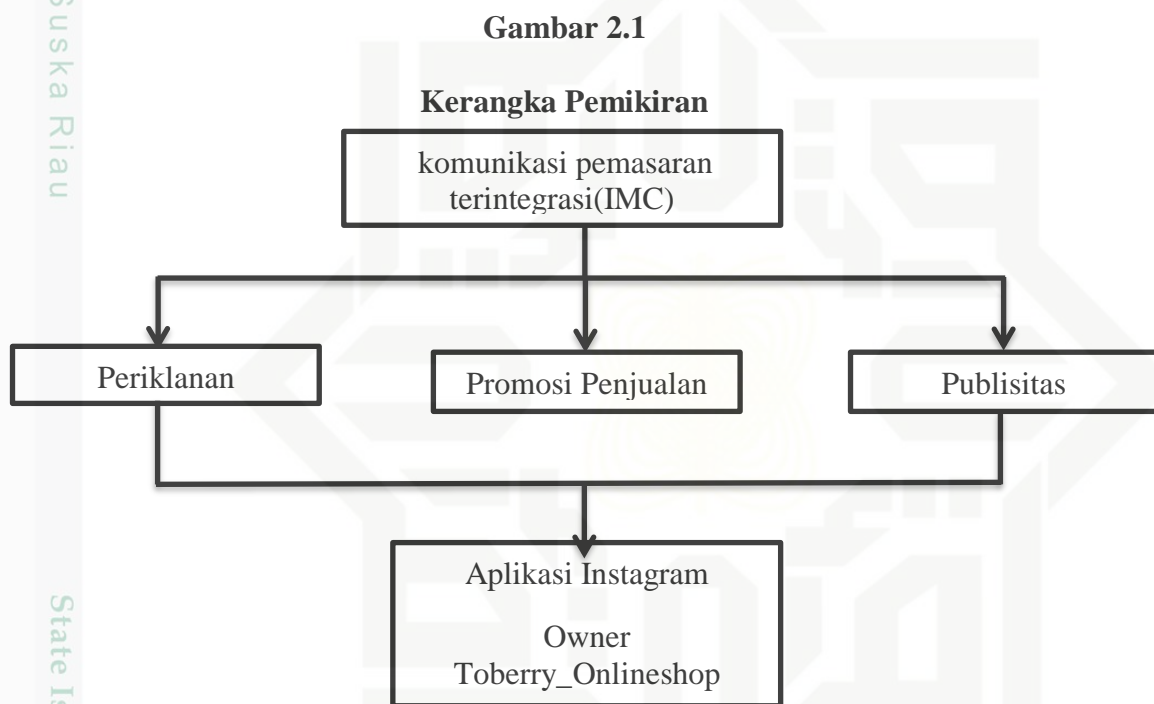 Gambar 2.1
Kerangka Pemikiran
komunikasi pemasaran
terintegrasi(IMC)
Periklanan
Promosi Penjualan
Publisitas
Aplikasi Instagram
Owner
Toberry_Onlineshop
Suska Riau
State Is